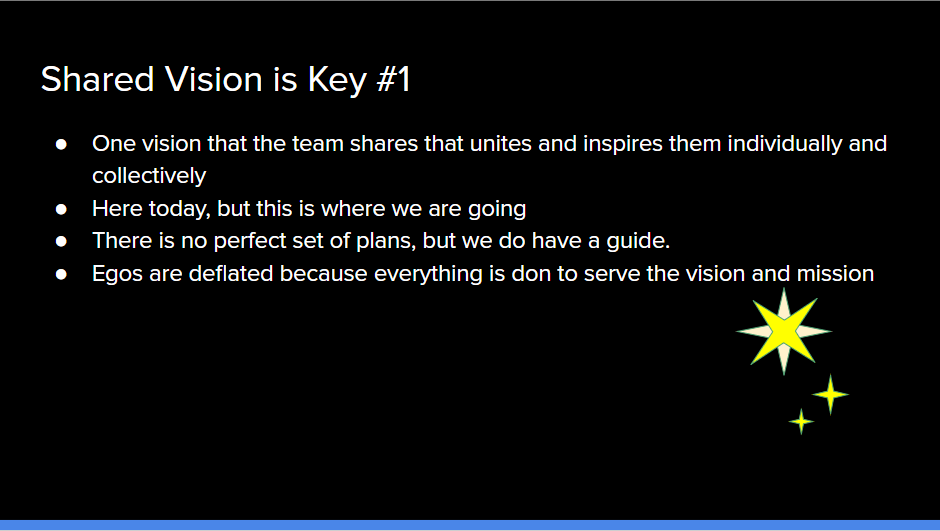 Shared Vision is Key #1
● One vision that the team shares that unites and inspires them individually and
collectively
● Here today, but this is where we are going
● There is no perfect set of plans, but we do have a guide.
● Egos are deflated because everything is don to serve the vision and mission